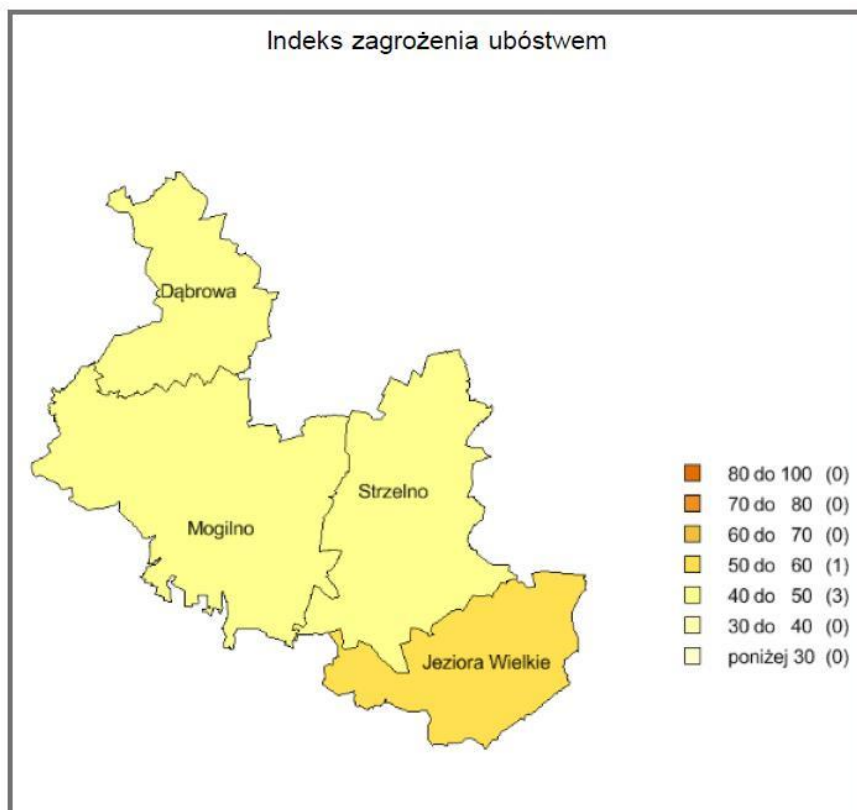 Indeks zagrożenia ubóstwem
Dąbrowa
Strzelno
Mogilno
Jeziora Wielkie
80 do 100 (0)
70 do 80 (0)
60 do 70 (0)
50 do 60 (1)
40 do 50 (3)
30 do 40 (0)
poniżej 30 (0)